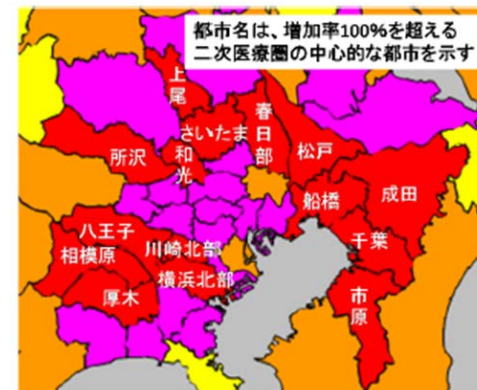 都市名は、増加率100%を超える
二次医療圏の中心的な都市を示す
上尾
さいたま
春日部
所沢
和光
松戸
船橋
成田
八王子
川崎北部
千葉
相模原
横浜北部
厚木
市原